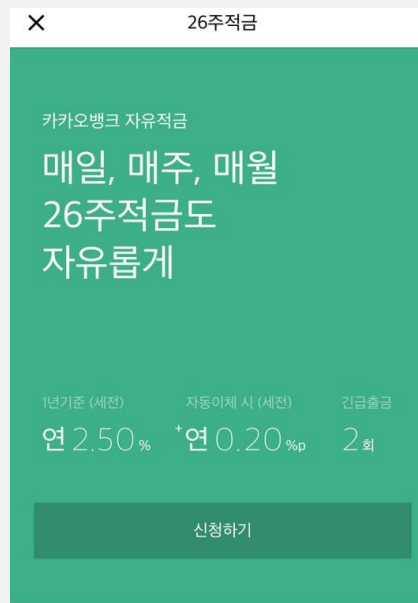 26주적금
카카오뱅크 자유적금
매일, 매주, 매월
26주적금도
자유롭게
1년기준 (세전) 자동이체 시 (세전) 긴급출금
연 2.50% +연 0.20%p 2회
신청하기